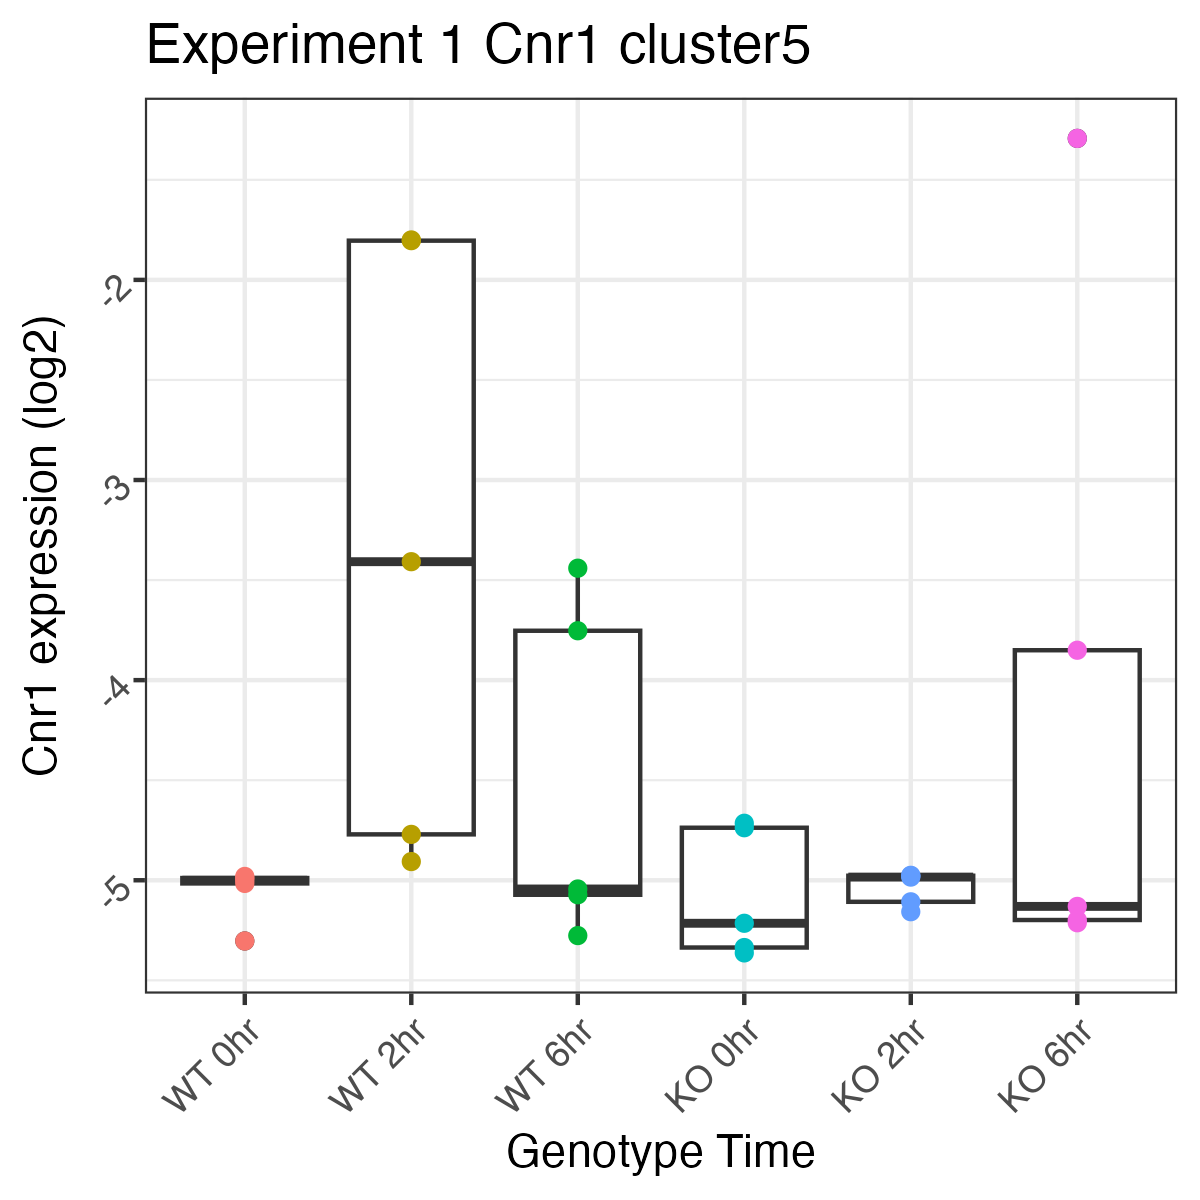 Experiment 1 Cnr1 cluster5
Cnr1 expression (log2)
-2
-3
-4
-5
WT 0hr
WT 2hr
WT 6hr
KO 0hr
KO 2hr
KO 6hr
Genotype Time